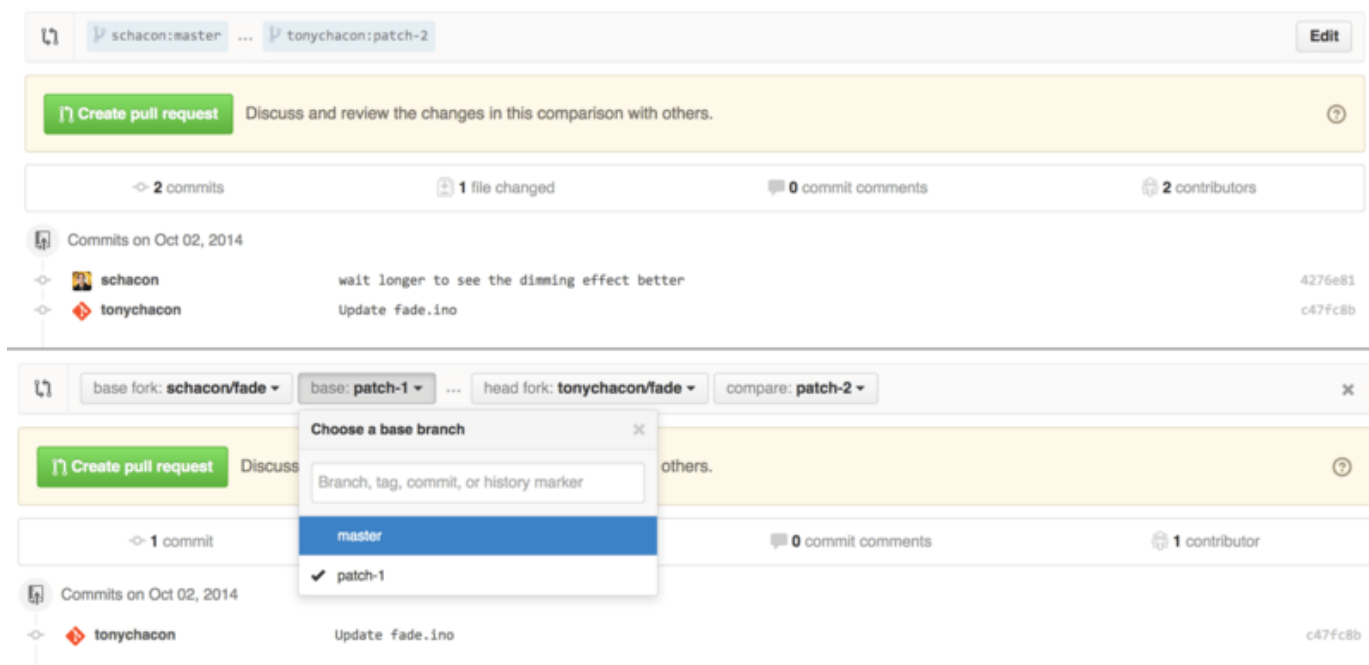 schacon:master ... tonychacon:patch-2 Edit
Create pull request Discuss and review the changes in this comparison with others.
2 commits 1 file changed 0 commit comments 2 contributors
Commits on Oct 02, 2014
schacon wait longer to see the dimming effect better 4276e81
tonychacon Update fade.ino c47fc8b
base fork: schacon/fade base: patch-1 ... head fork: tonychacon/fade compare: patch-2
Choose a base branch
Create pull request Discuss others.
Branch, tag, commit, or history marker
1 commit 0 commit comments 1 contributor
master
patch-1
Commits on Oct 02, 2014
tonychacon Update fade.ino c47fc8b